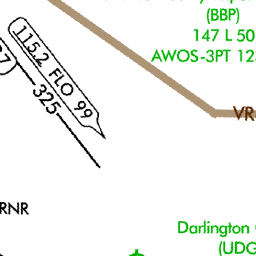 (BBP)
147 L 50
AWOS-3PT 12
115.2 FLO 99
325
VR
RNR
Darlington
(UDG